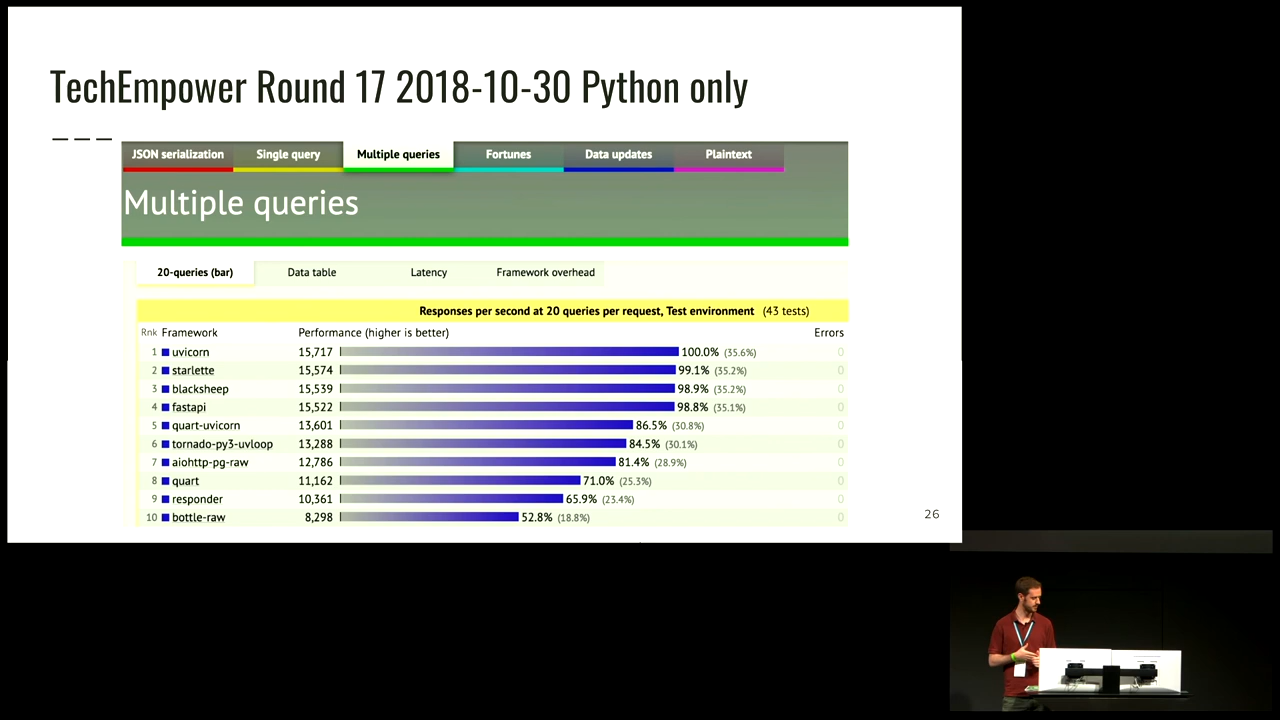 TechEmpower Round 17 2018-10-30 Python only
JSON serialization Single query Multiple queries Fortunes Data updates Plaintext
Multiple queries
20-queries (bar) Data table Latency Framework overhead
Responses per second at 20 queries per request, Test environment (43 tests)
Rnk Framework Performance (higher is better) Errors
1 uvicorn 15,717 100.0% (35.6%) 0
2 starlette 15,574 99.1% (35.2%) 0
3 blacksheep 15,539 98.9% (35.2%) 0
4 fastapi 15,522 98.8% (35.1%) 0
5 quart-uvicorn 13,601 86.5% (30.8%) 0
6 tornado-py3-uvloop 13,288 84.5% (30.1%) 0
7 aiohttp-pg-raw 12,786 81.4% (28.9%) 0
8 quart 11,162 71.0% (25.3%) 0
9 responder 10,361 65.9% (23.4%) 0
10 bottle-raw 8,298 52.8% (18.8%) 0
26